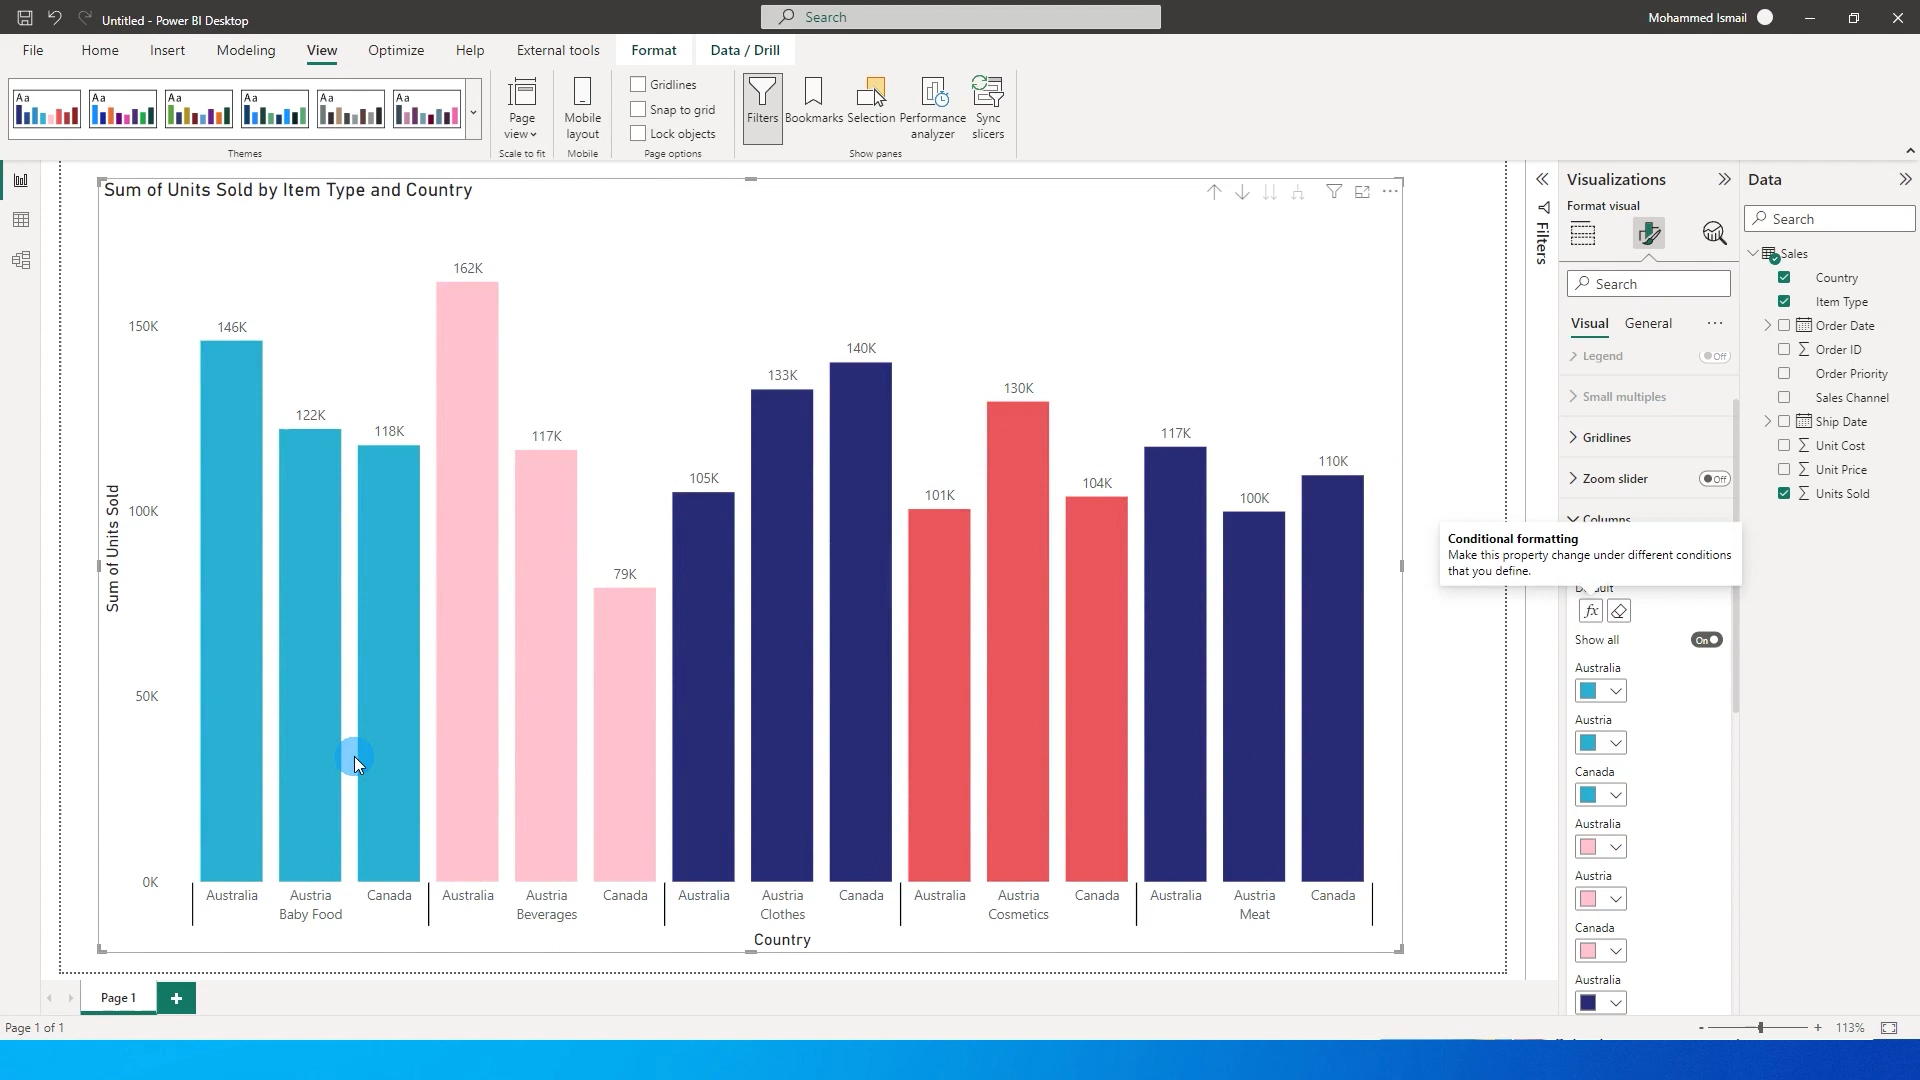 Untitled - Power BI Desktop
Search
Mohammed Ismail
File Home Insert Modeling View Optimize Help External tools Format Data / Drill
Aa Aa Aa Aa Aa Aa
Themes
Page view
Scale to fit
Mobile layout
Mobile
Gridlines
Snap to grid
Lock objects
Page options
Filters
Bookmarks
Selection
Performance analyzer
Sync slicers
Show panes
Sum of Units Sold by Item Type and Country
162K
150K
146K
140K
133K
130K
122K
118K
117K
117K
110K
105K
101K
104K
100K
100K
79K
50K
0K
Sum of Units Sold
Australia Austria Canada Australia Austria Canada Australia Austria Canada Australia Austria Canada Australia Austria Canada
Baby Food Beverages Clothes Cosmetics Meat
Country
Filters
Visualizations
Format visual
Search
Visual General
Legend Off
Small multiples
Gridlines
Zoom slider Off
Columns
Conditional formatting
Make this property change under different conditions
that you define.
fx
Show all On
Australia
Austria
Canada
Australia
Austria
Canada
Australia
Data
Search
Sales
Country
Item Type
Order Date
Order ID
Order Priority
Sales Channel
Ship Date
Unit Cost
Unit Price
Units Sold
Page 1
Page 1 of 1
- + 113%